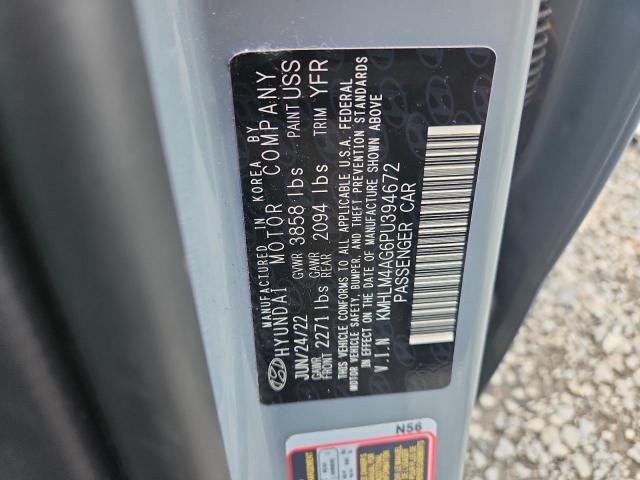 MANUFACTURED IN KOREA BY
HYUNDAI MOTOR COMPANY
JUN/24/22 GVWR 3858 lbs PAINT USS
GAWR FRONT 2271 lbs GAWR REAR 2094 lbs TRIM YFR
THIS VEHICLE CONFORMS TO ALL APPLICABLE U.S.A. FEDERAL
MOTOR VEHICLE SAFETY, BUMPER, AND THEFT PREVENTION STANDARDS
IN EFFECT ON THE DATE OF MANUFACTURE SHOWN ABOVE
V.I.N KMHLM4AG6PU394672
PASSENGER CAR
N56